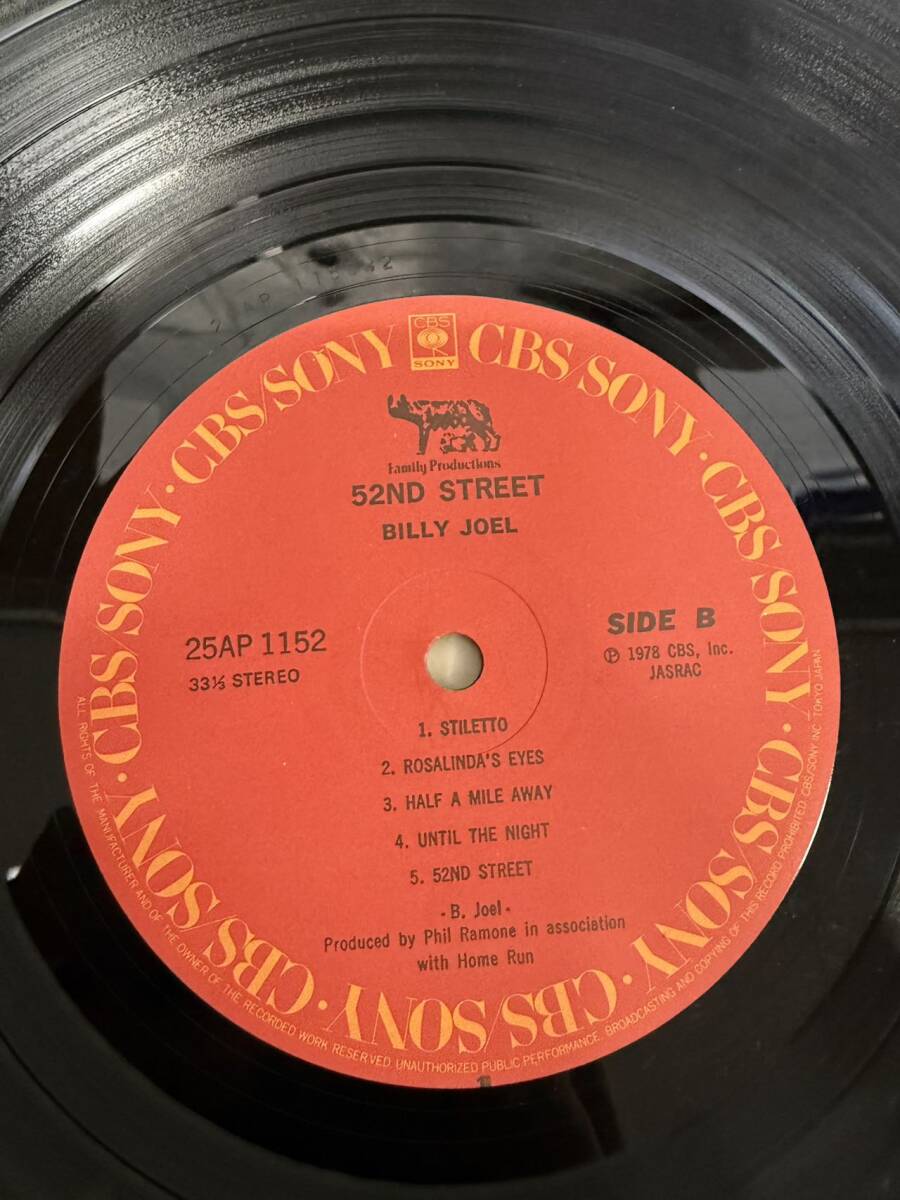 CBS
SONY
CBS/SONY · CBS/SONY · CBS/SONY · CBS/SONY · CBS/SONY · CBS/SONY · CBS/SONY · CBS/SONY
Family Productions
52ND STREET
BILLY JOEL
25AP 1152
33⅓ STEREO
SIDE B
Ⓟ 1978 CBS, Inc.
JASRAC
1. STILETTO
2. ROSALINDA'S EYES
3. HALF A MILE AWAY
4. UNTIL THE NIGHT
5. 52ND STREET
-B. Joel-
Produced by Phil Ramone in association
with Home Run
ALL RIGHTS OF THE MANUFACTURER AND OF THE OWNER OF THE RECORDED WORK RESERVED UNAUTHORIZED PUBLIC PERFORMANCE, BROADCASTING AND COPYING OF THIS RECORD PROHIBITED CBS/SONY INC. TOKYO JAPAN